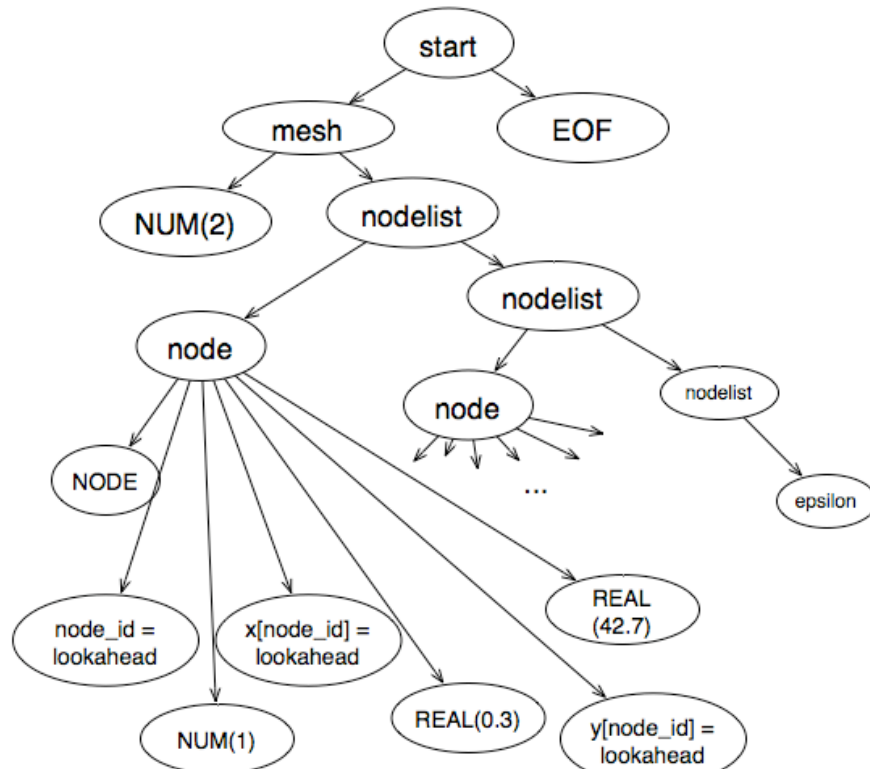 start
mesh
EOF
NUM(2)
nodelist
nodelist
node
nodelist
node
NODE
...
epsilon
REAL
(42.7)
node_id =
lookahead
x[node_id] =
lookahead
REAL(0.3)
NUM(1)
y[node_id] =
lookahead